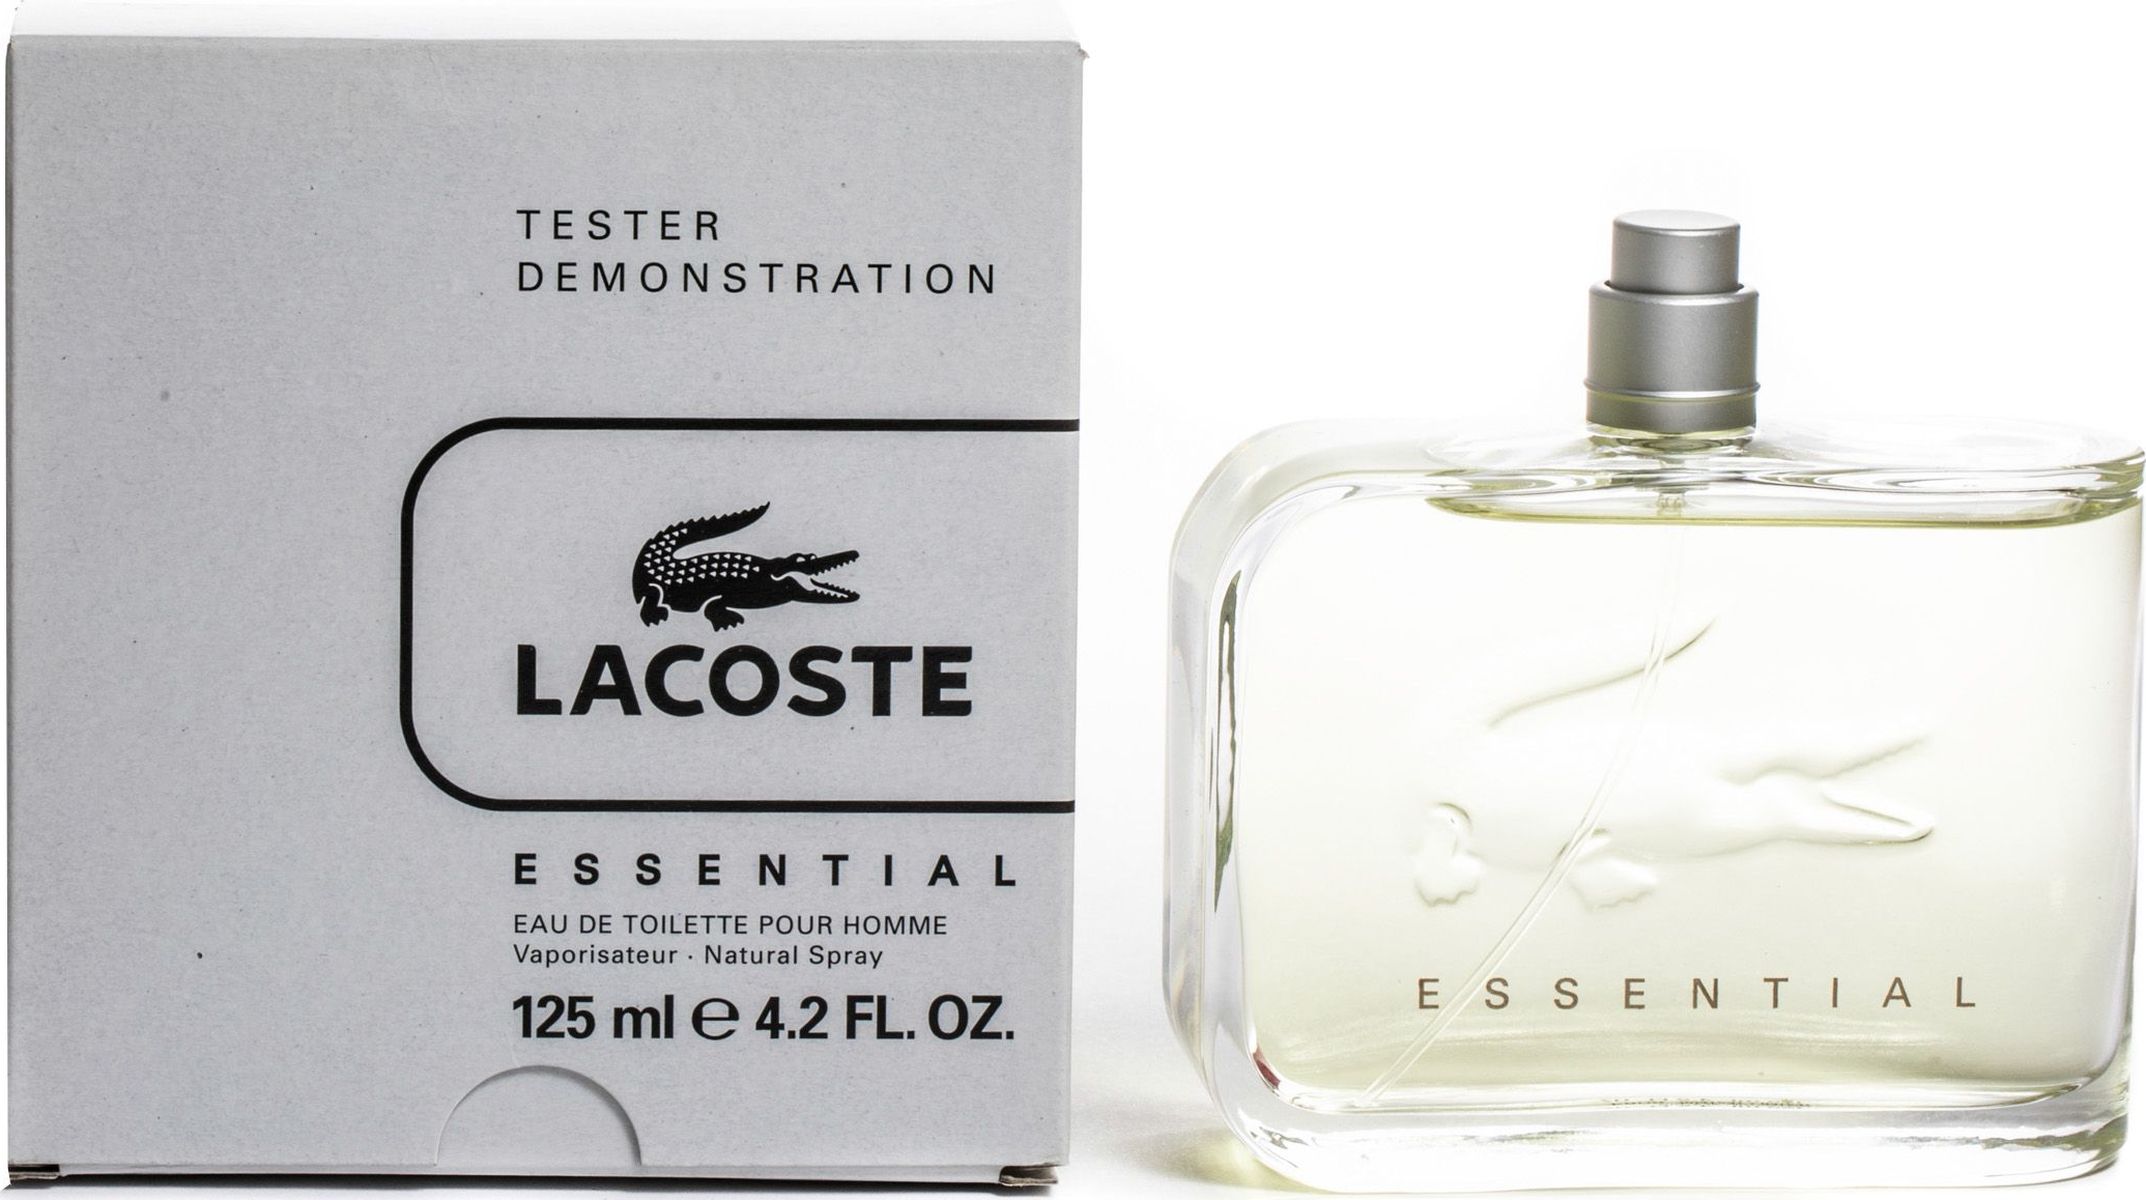 TESTER
DEMONSTRATION
LACOSTE
ESSENTIAL
EAU DE TOILETTE POUR HOMME
Vaporisateur · Natural Spray
125 ml ℮ 4.2 FL. OZ.
ESSENTIAL